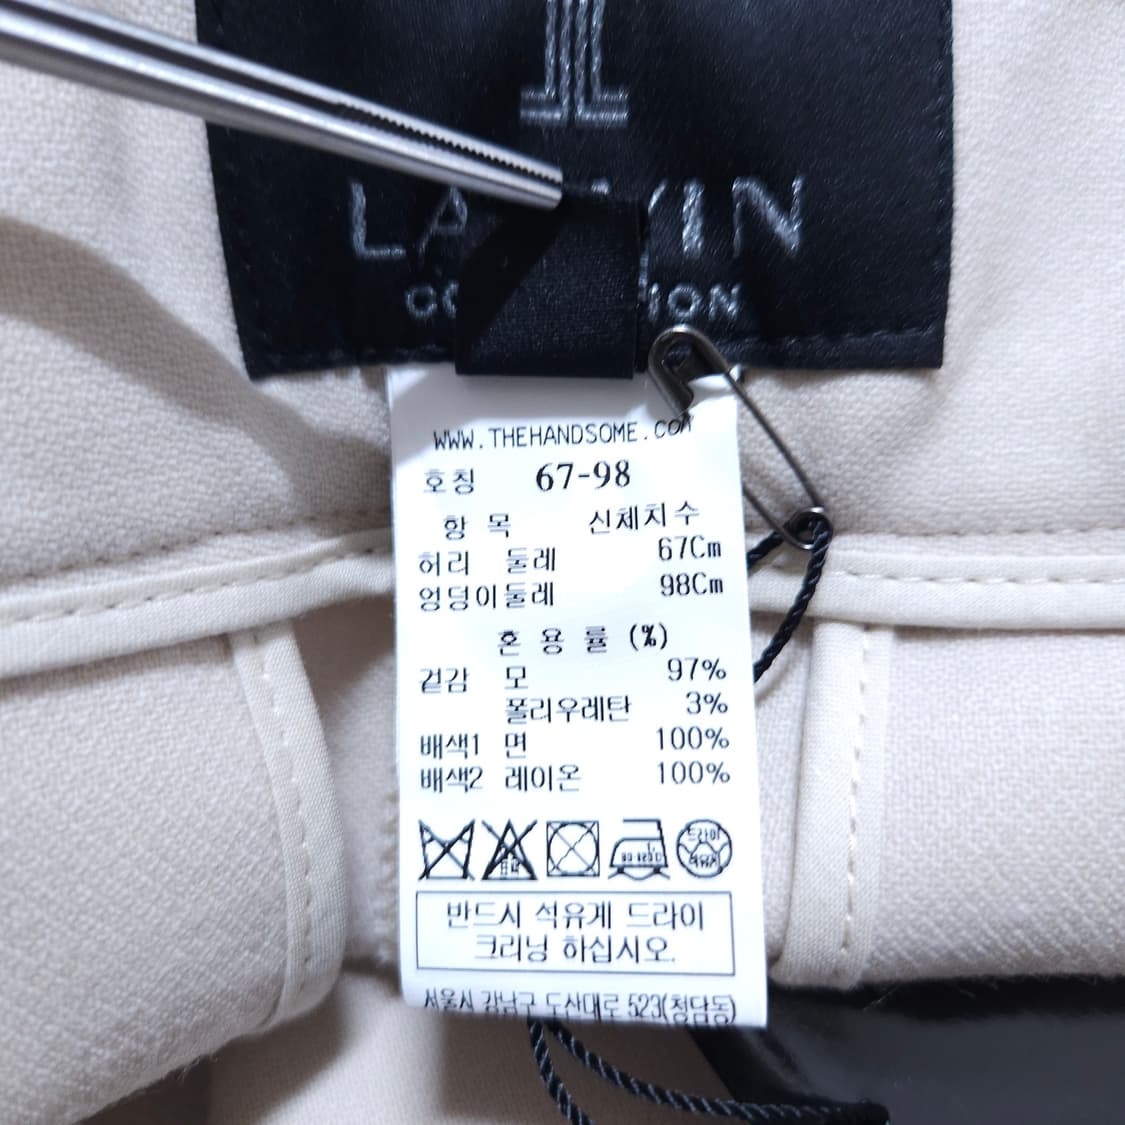 WWW.THEHANDSOME.COM
호칭 67-98
항 목 신체치수
허리 둘레 67Cm
엉덩이둘레 98Cm
혼 용 률 (%)
겉감 모 97%
폴리우레탄 3%
배색1 면 100%
배색2 레이온 100%
드라이
반드시 석유계 드라이
크리닝 하십시오.
서울시 강남구 도산대로 523(청담동)